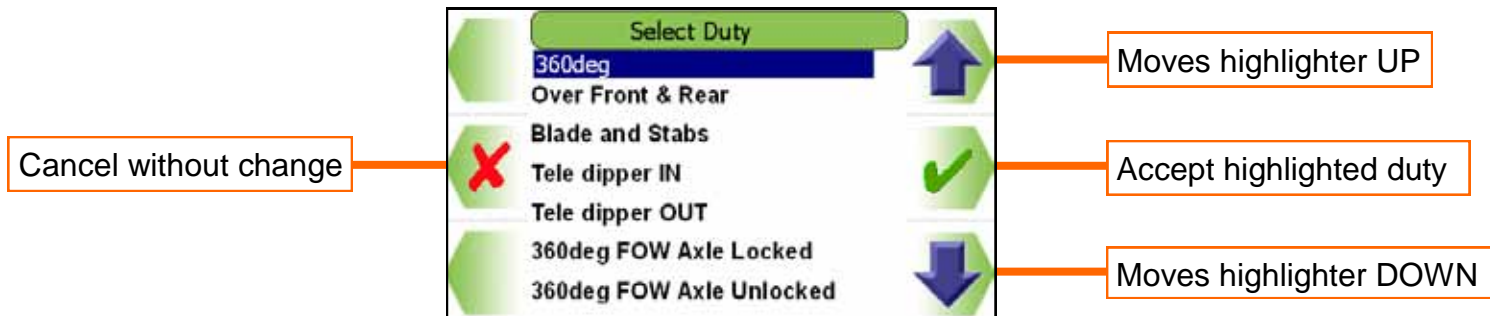 Select Duty
360deg
Over Front & Rear
Blade and Stabs
Tele dipper IN
Tele dipper OUT
360deg FOW Axle Locked
360deg FOW Axle Unlocked
Cancel without change
Moves highlighter UP
Accept highlighted duty
Moves highlighter DOWN